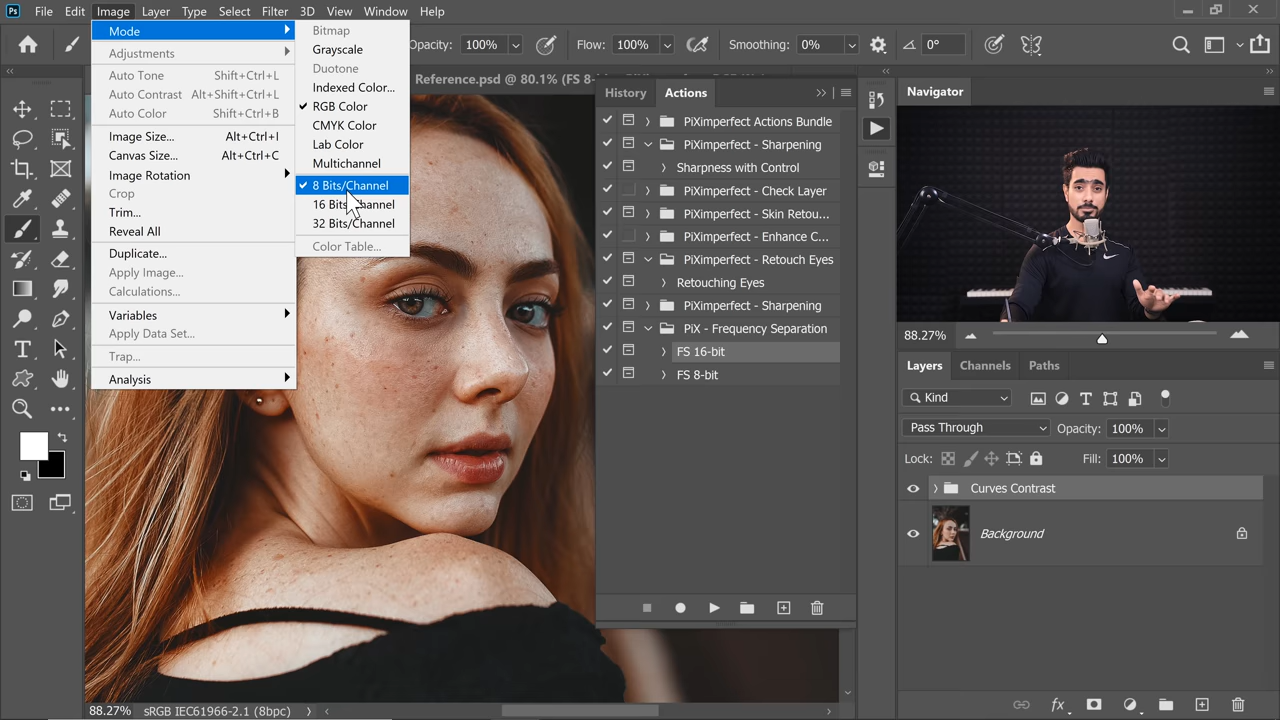 Ps File Edit Image Layer Type Select Filter 3D View Window Help
Opacity: 100% Flow: 100% Smoothing: 0% 0°
Mode
Adjustments
Auto Tone Shift+Ctrl+L
Auto Contrast Alt+Shift+Ctrl+L
Auto Color Shift+Ctrl+B
Image Size... Alt+Ctrl+I
Canvas Size... Alt+Ctrl+C
Image Rotation
Crop
Trim...
Reveal All
Duplicate...
Apply Image...
Calculations...
Variables
Apply Data Set...
Trap...
Analysis
Bitmap
Grayscale
Duotone
Indexed Color...
RGB Color
CMYK Color
Lab Color
Multichannel
8 Bits/Channel
16 Bits/Channel
32 Bits/Channel
Color Table...
Reference.psd @ 80.1% (FS 8-
History Actions
PiXimperfect Actions Bundle
PiXimperfect - Sharpening
Sharpness with Control
PiXimperfect - Check Layer
PiXimperfect - Skin Retou...
PiXimperfect - Enhance C...
PiXimperfect - Retouch Eyes
Retouching Eyes
PiXimperfect - Sharpening
PiX - Frequency Separation
FS 16-bit
FS 8-bit
Navigator
88.27%
Layers Channels Paths
Kind
Pass Through Opacity: 100%
Lock: Fill: 100%
Curves Contrast
Background
fx
88.27% sRGB IEC61966-2.1 (8bpc)